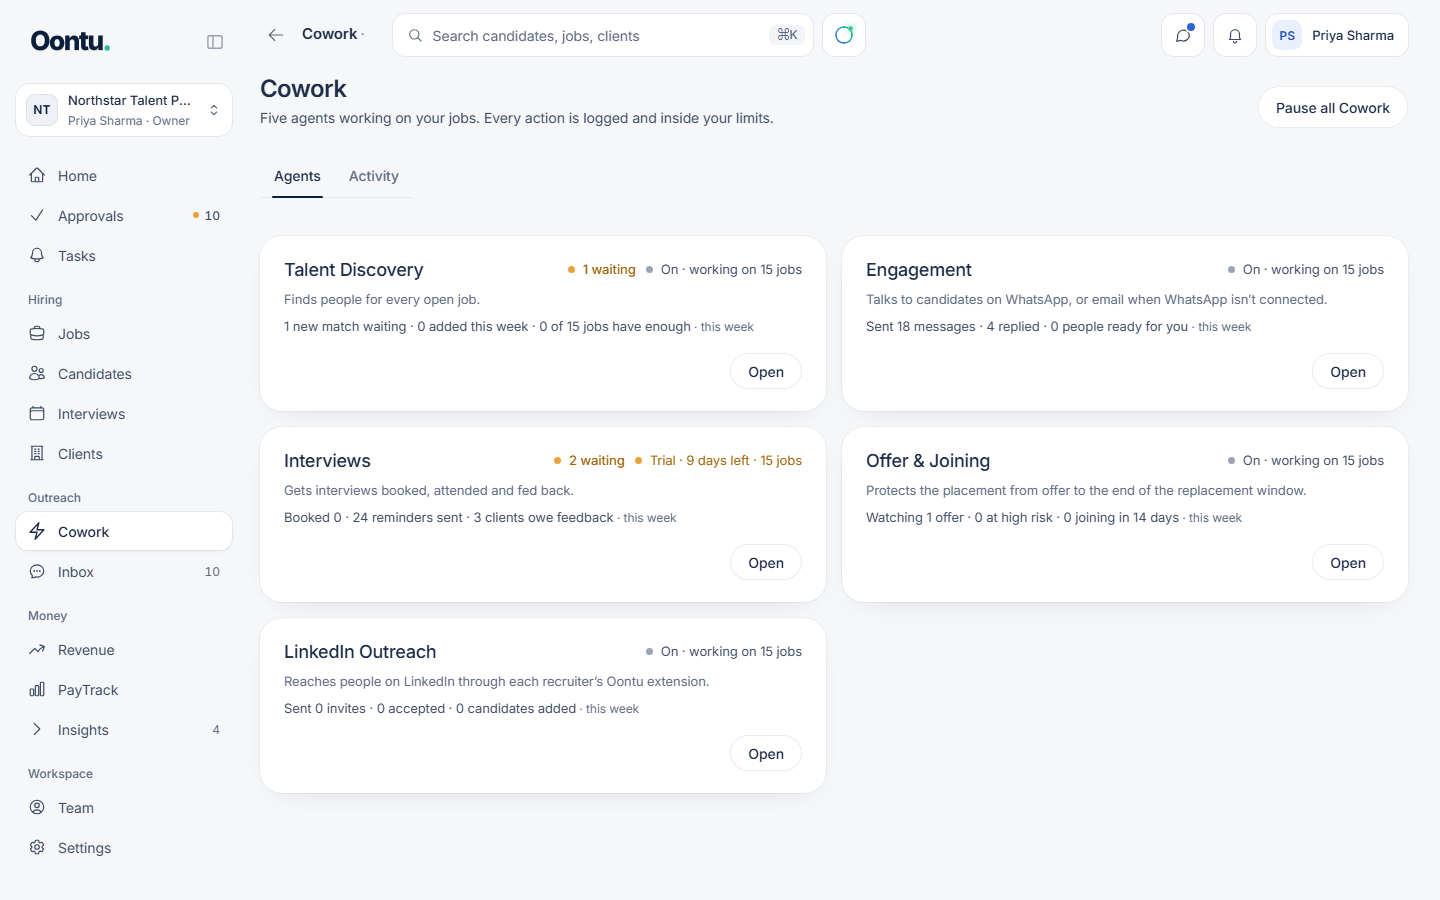 Oontu.
Cowork ·
Search candidates, jobs, clients
⌘K
PS
Priya Sharma
NT
Northstar Talent P...
Priya Sharma · Owner
Home
Approvals
10
Tasks
Hiring
Jobs
Candidates
Interviews
Clients
Outreach
Cowork
Inbox
10
Money
Revenue
PayTrack
Insights
4
Workspace
Team
Settings
Cowork
Five agents working on your jobs. Every action is logged and inside your limits.
Pause all Cowork
Agents
Activity
Talent Discovery
1 waiting
On · working on 15 jobs
Finds people for every open job.
1 new match waiting · 0 added this week · 0 of 15 jobs have enough · this week
Open
Engagement
On · working on 15 jobs
Talks to candidates on WhatsApp, or email when WhatsApp isn’t connected.
Sent 18 messages · 4 replied · 0 people ready for you · this week
Open
Interviews
2 waiting
Trial · 9 days left · 15 jobs
Gets interviews booked, attended and fed back.
Booked 0 · 24 reminders sent · 3 clients owe feedback · this week
Open
Offer & Joining
On · working on 15 jobs
Protects the placement from offer to the end of the replacement window.
Watching 1 offer · 0 at high risk · 0 joining in 14 days · this week
Open
LinkedIn Outreach
On · working on 15 jobs
Reaches people on LinkedIn through each recruiter’s Oontu extension.
Sent 0 invites · 0 accepted · 0 candidates added · this week
Open